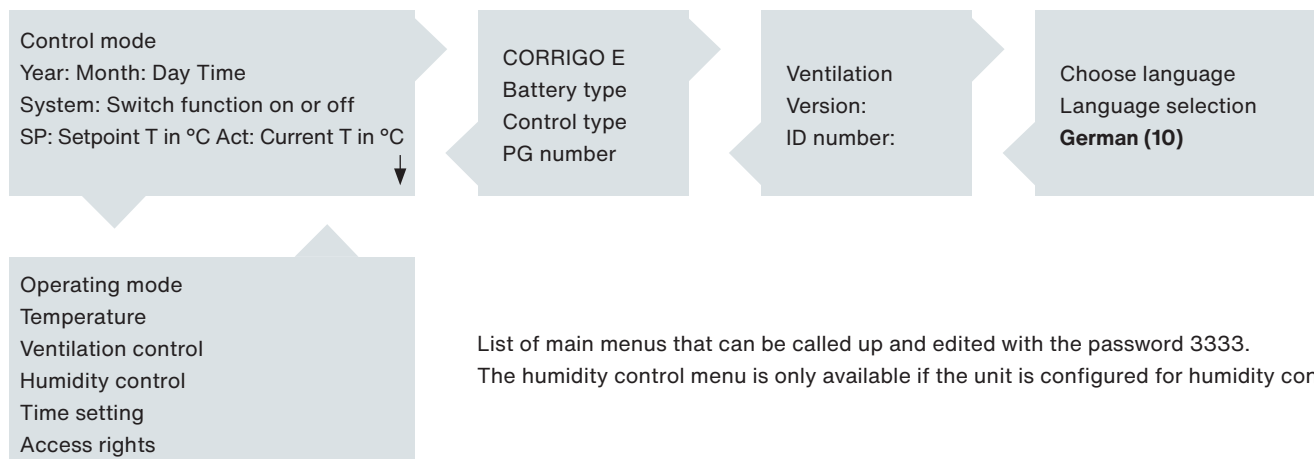 Control mode
Year: Month: Day Time
System: Switch function on or off
SP: Setpoint T in °C Act: Current T in °C
CORRIGO E
Battery type
Control type
PG number
Ventilation
Version:
ID number:
Choose language
Language selection
German (10)
Operating mode
Temperature
Ventilation control
Humidity control
Time setting
Access rights
List of main menus that can be called up and edited with the password 3333.
The humidity control menu is only available if the unit is configured for humidity